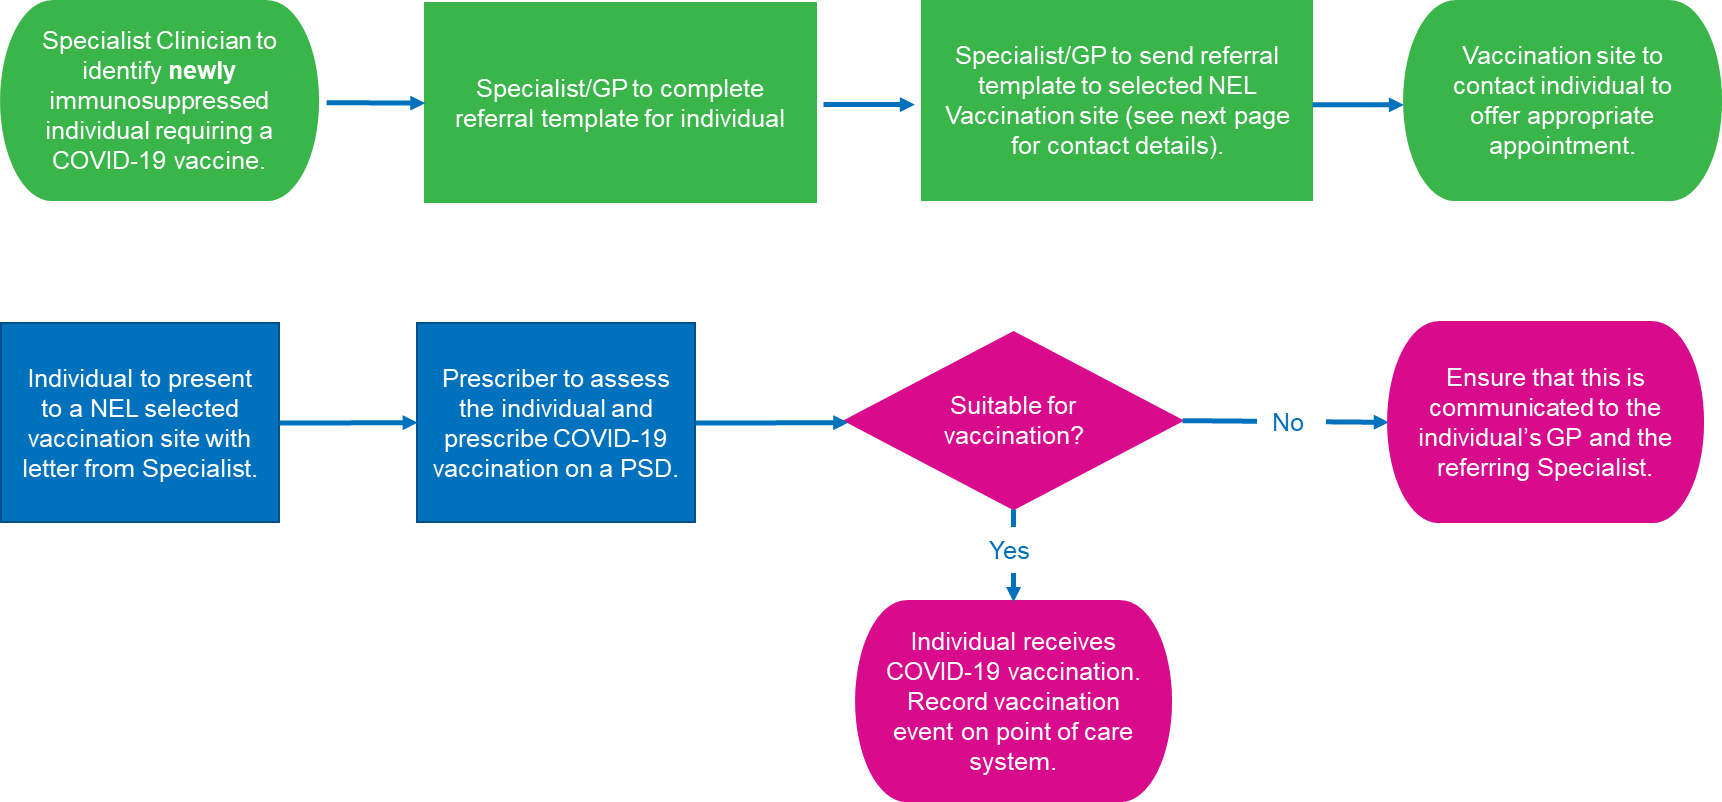 Specialist Clinician to
identify newly
immunosuppressed
individual requiring a
COVID-19 vaccine.
Specialist/GP to complete
referral template for individual
Specialist/GP to send referral
template to selected NEL
Vaccination site (see next page
for contact details).
Vaccination site to
contact individual to
offer appropriate
appointment.
Individual to present
to a NEL selected
vaccination site with
letter from Specialist.
Prescriber to assess
the individual and
prescribe COVID-19
vaccination on a PSD.
Suitable for
vaccination?
No
Ensure that this is
communicated to the
individual’s GP and the
referring Specialist.
Yes
Individual receives
COVID-19 vaccination.
Record vaccination
event on point of care
system.